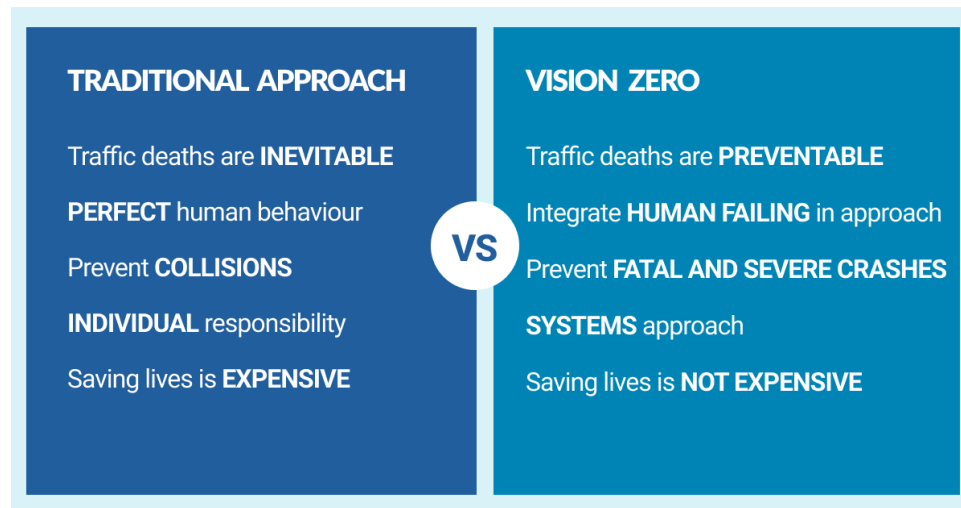 TRADITIONAL APPROACH
Traffic deaths are INEVITABLE
PERFECT human behaviour
Prevent COLLISIONS
INDIVIDUAL responsibility
Saving lives is EXPENSIVE
VS
VISION ZERO
Traffic deaths are PREVENTABLE
Integrate HUMAN FAILING in approach
Prevent FATAL AND SEVERE CRASHES
SYSTEMS approach
Saving lives is NOT EXPENSIVE